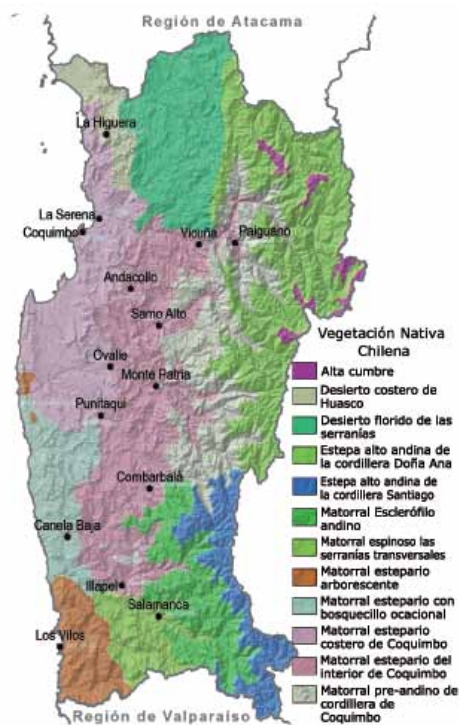 Región de Atacama
La Higuera
La Serena
Coquimbo
Vicuña
Paiguano
Andacollo
Samo Alto
Ovalle
Monte Patria
Punitaqui
Combarbalá
Canela Baja
Illapel
Salamanca
Los Vilos
Región de Valparaiso
Vegetación Nativa
Chilena
Alta cumbre
Desierto costero de
Huasco
Desierto florido de las
serranías
Estepa alto andina de
la cordillera Doña Ana
Estepa alto andina de
la cordillera Santiago
Matorral Esclerófilo
andino
Matorral espinoso las
serranías transversales
Matorral estepario
arborescente
Matorral estepario con
bosquecillo ocacional
Matorral estepario
costero de Coquimbo
Matorral estepario del
interior de Coquimbo
Matorral pre-andino de
cordillera de
Coquimbo